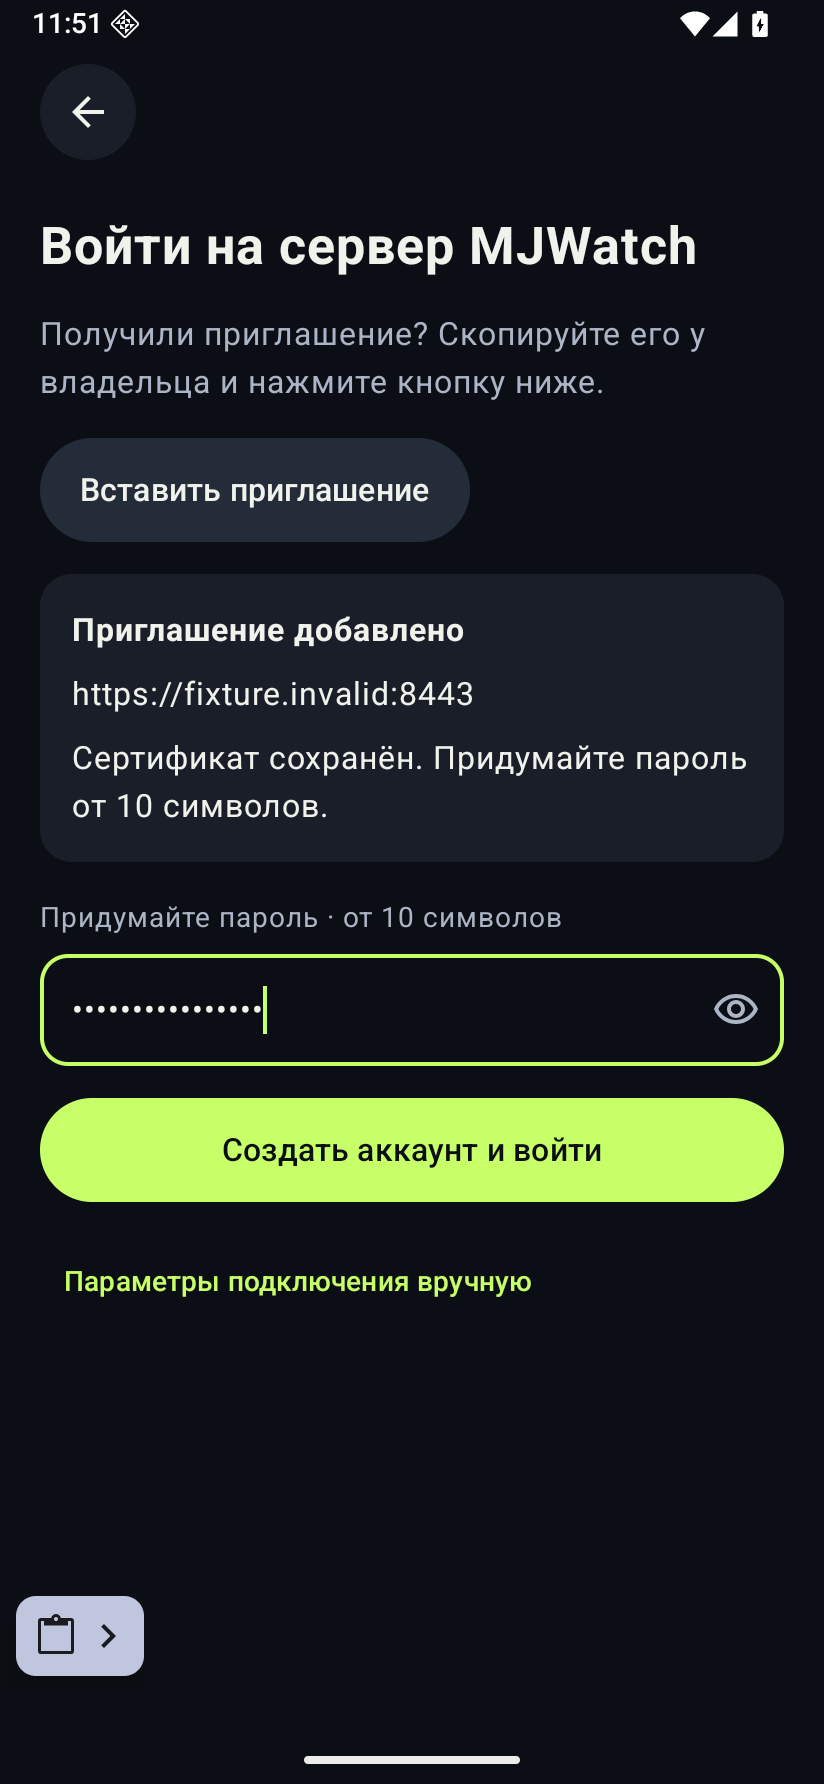 11:51
Войти на сервер MJWatch
Получили приглашение? Скопируйте его у
владельца и нажмите кнопку ниже.
Вставить приглашение
Приглашение добавлено
https://fixture.invalid:8443
Сертификат сохранён. Придумайте пароль
от 10 символов.
Придумайте пароль · от 10 символов
••••••••••••••••
Создать аккаунт и войти
Параметры подключения вручную